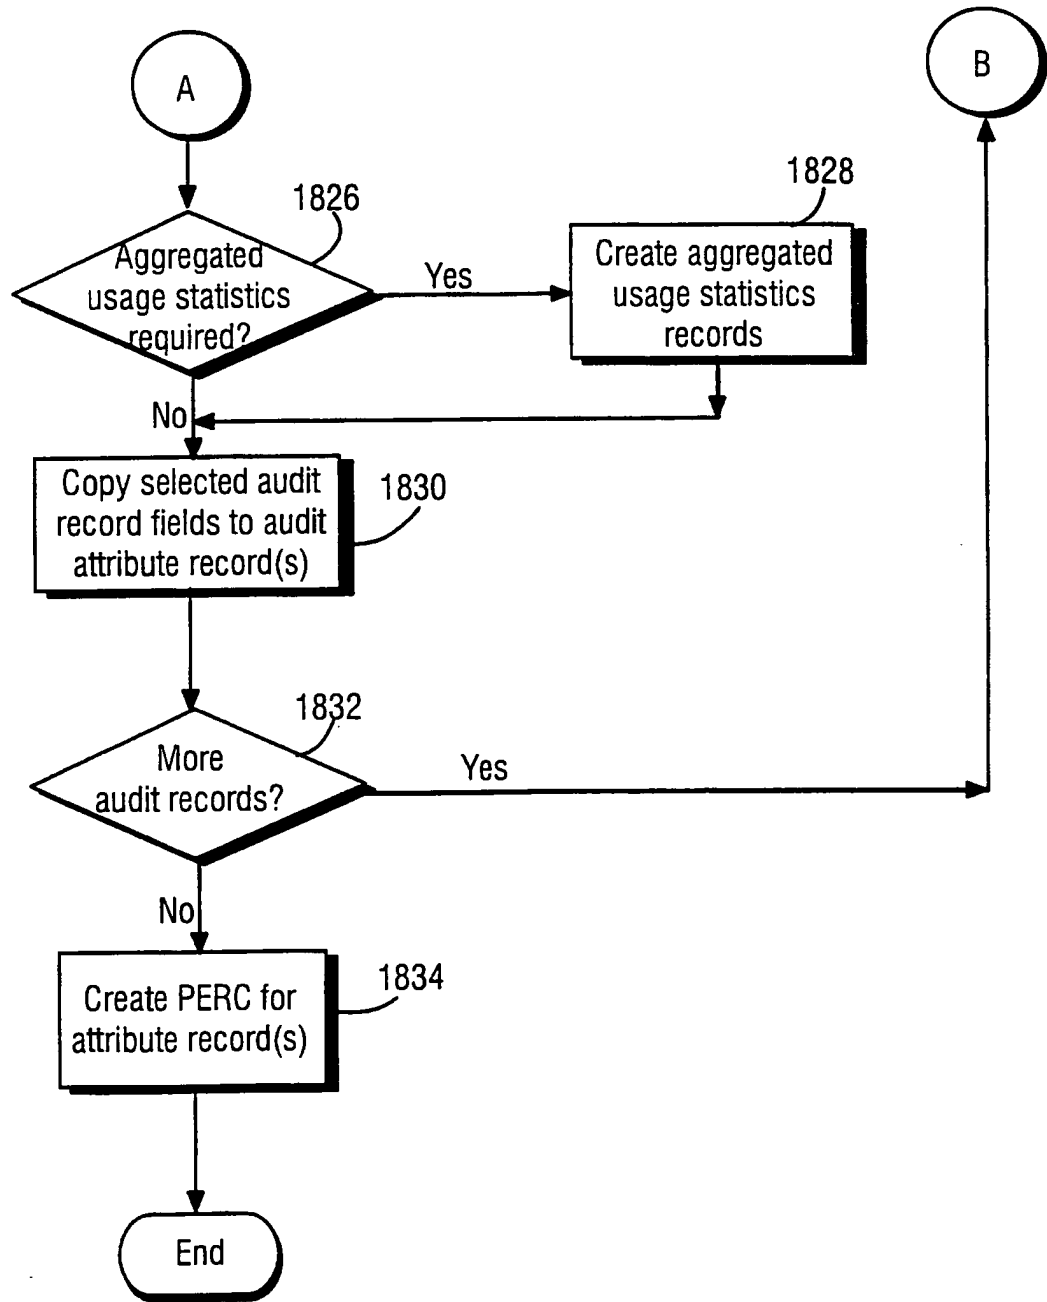 A
B
1826
Aggregated
usage statistics
required?
Yes
1828
Create aggregated
usage statistics
records
No
Copy selected audit
record fields to audit
attribute record(s)
1830
1832
More
audit records?
Yes
No
Create PERC for
attribute record(s)
1834
End